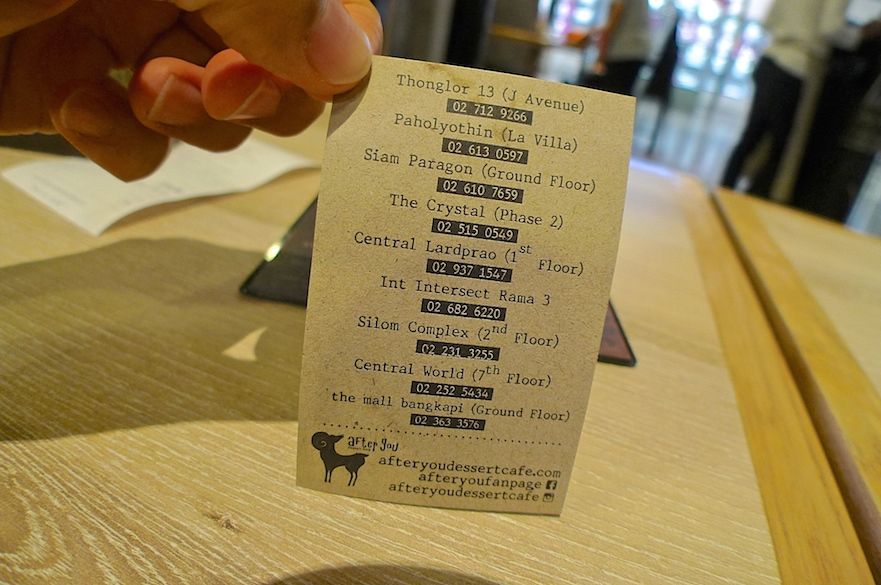 Thonglor 13 (J Avenue)
02 712 9266
Paholyothin (La Villa)
02 613 0597
Siam Paragon (Ground Floor)
02 610 7659
The Crystal (Phase 2)
02 515 0549
Central Lardprao (1st Floor)
02 937 1547
Int Intersect Rama 3
02 682 6220
Silom Complex (2nd Floor)
02 231 3255
Central World (7th Floor)
02 252 5434
the mall bangkapi (Ground Floor)
02 363 3576
after you
afteryoudessertcafe.com
afteryoufanpage
afteryoudessertcafe